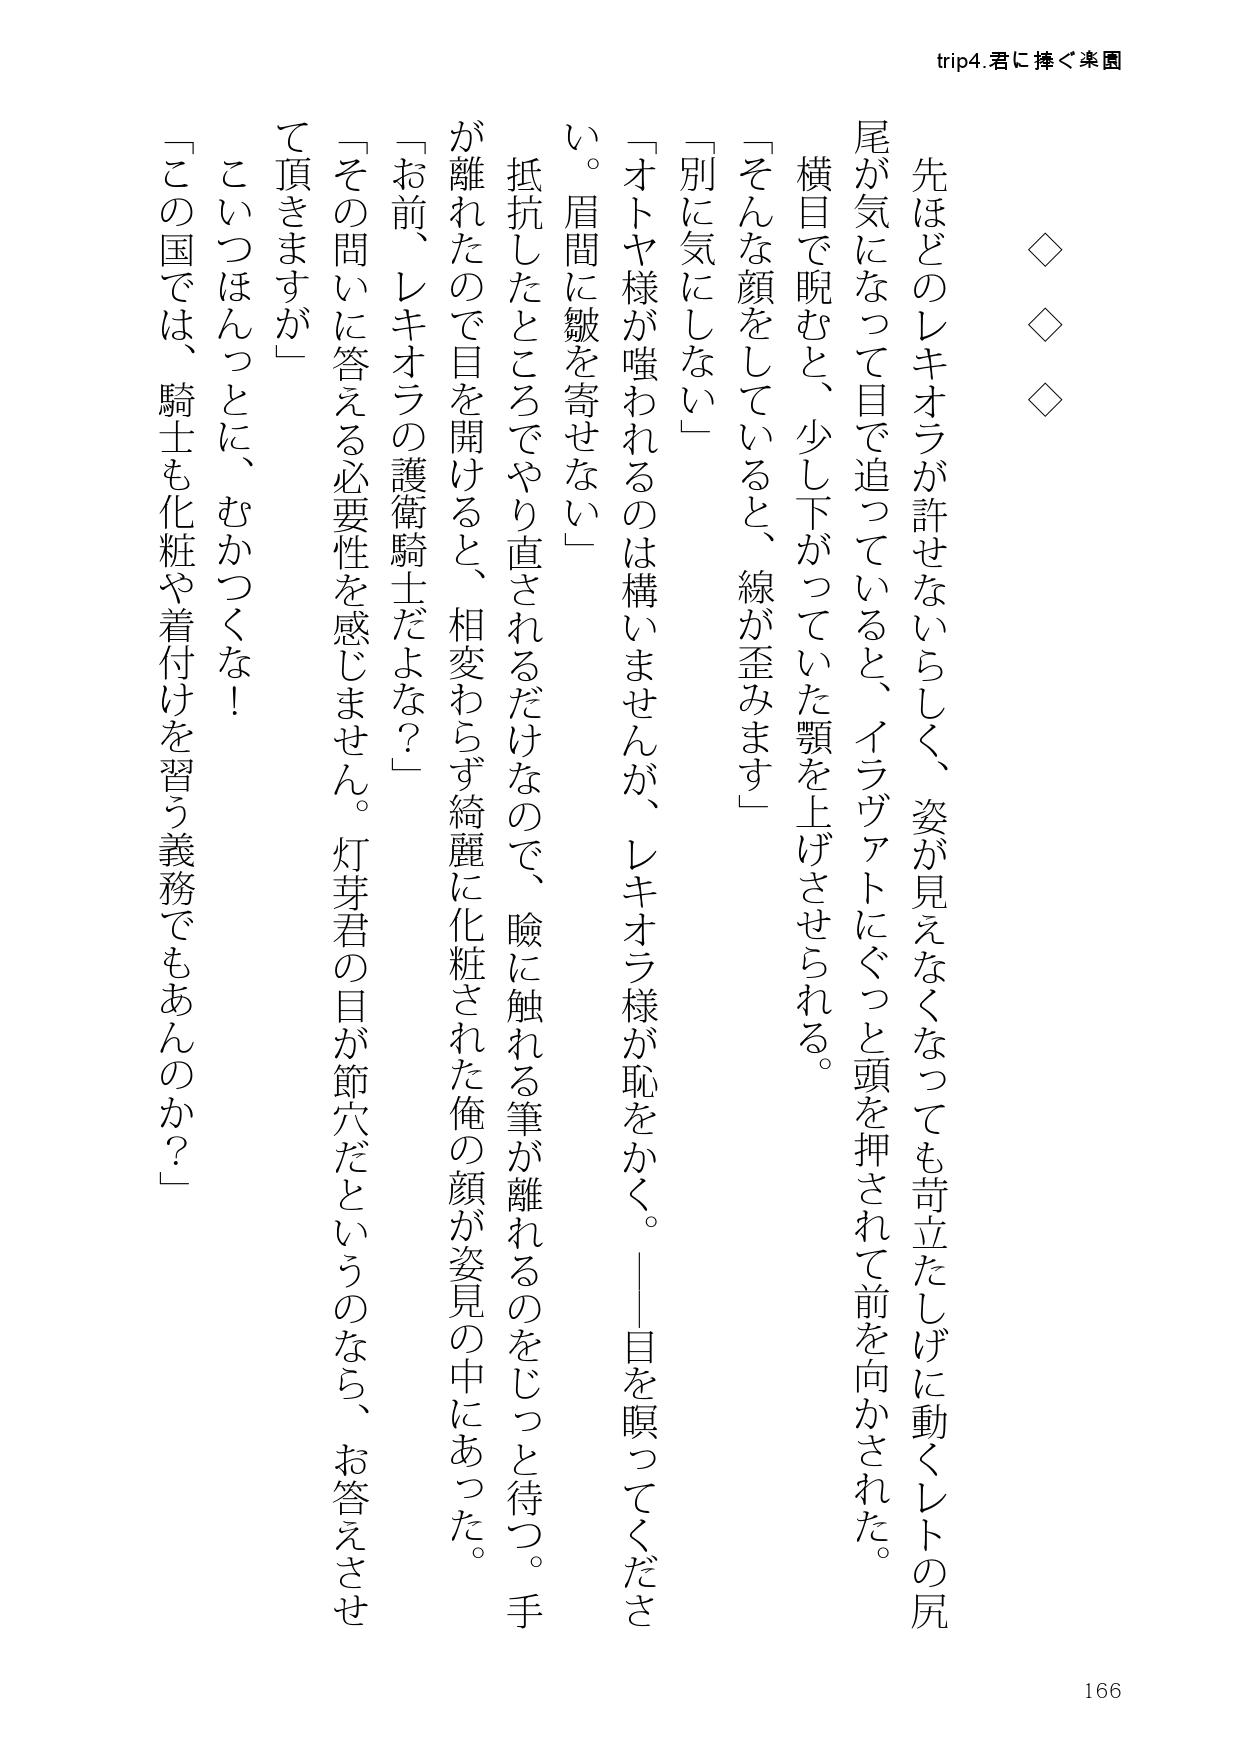 trip4.君に捧ぐ楽園
◇　◇　◇
　先ほどのレキオラが許せないらしく、姿が見えなくなっても苛立たしげに動くレトの尻
尾が気になって目で追っていると、イラヴァトにぐっと頭を押されて前を向かされた。
　横目で睨むと、少し下がっていた顎を上げさせられる。
「そんな顔をしていると、線が歪みます」
「別に気にしない」
「オトヤ様が嗤われるのは構いませんが、レキオラ様が恥をかく。――目を瞑ってくださ
い。眉間に皺を寄せない」
　抵抗したところでやり直されるだけなので、瞼に触れる筆が離れるのをじっと待つ。手
が離れたので目を開けると、相変わらず綺麗に化粧された俺の顔が姿見の中にあった。
「お前、レキオラの護衛騎士だよな？」
「その問いに答える必要性を感じません。灯芽君の目が節穴だというのなら、お答えさせ
て頂きますが」
　こいつほんっとに、むかつくな！
「この国では、騎士も化粧や着付けを習う義務でもあんのか？」
166